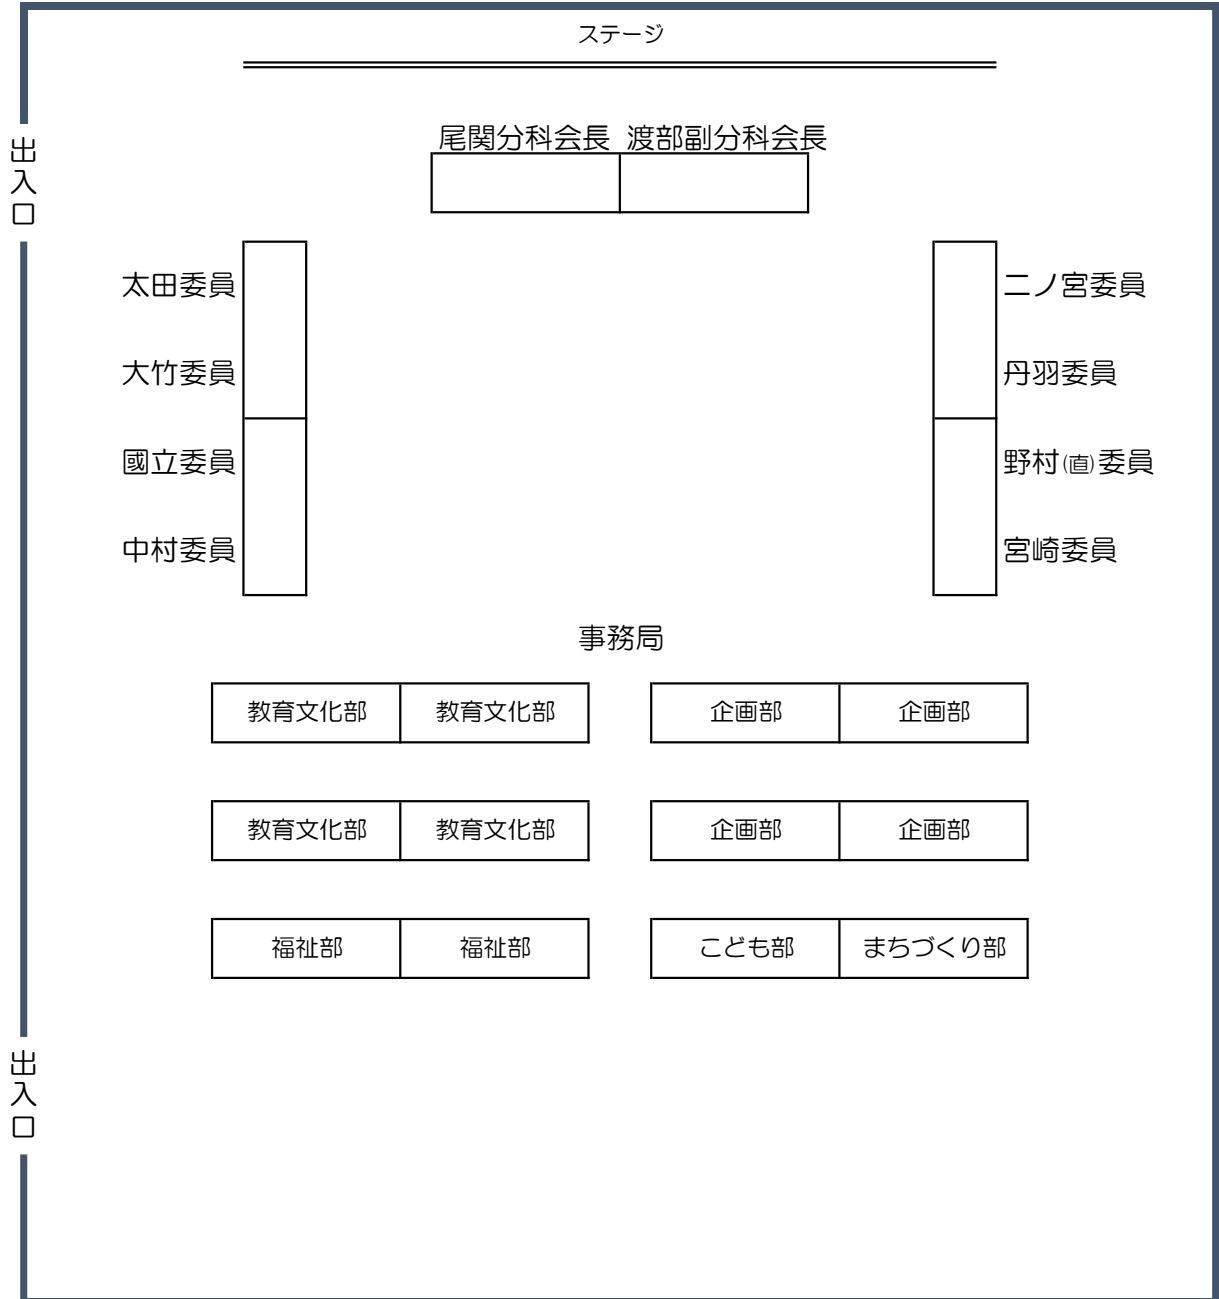 ステージ
出入口
尾関分科会長 渡部副分科会長
太田委員 二ノ宮委員
大竹委員 丹羽委員
國立委員 野村(直)委員
中村委員 宮崎委員
事務局
教育文化部 教育文化部 企画部 企画部
教育文化部 教育文化部 企画部 企画部
福祉部 福祉部 こども部 まちづくり部
出入口